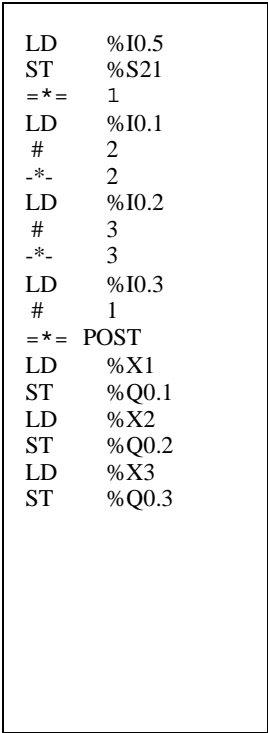 LD %I0.5
ST %S21
=*= 1
LD %I0.1
# 2
-*- 2
LD %I0.2
# 3
-*- 3
LD %I0.3
# 1
=*= POST
LD %X1
ST %Q0.1
LD %X2
ST %Q0.2
LD %X3
ST %Q0.3